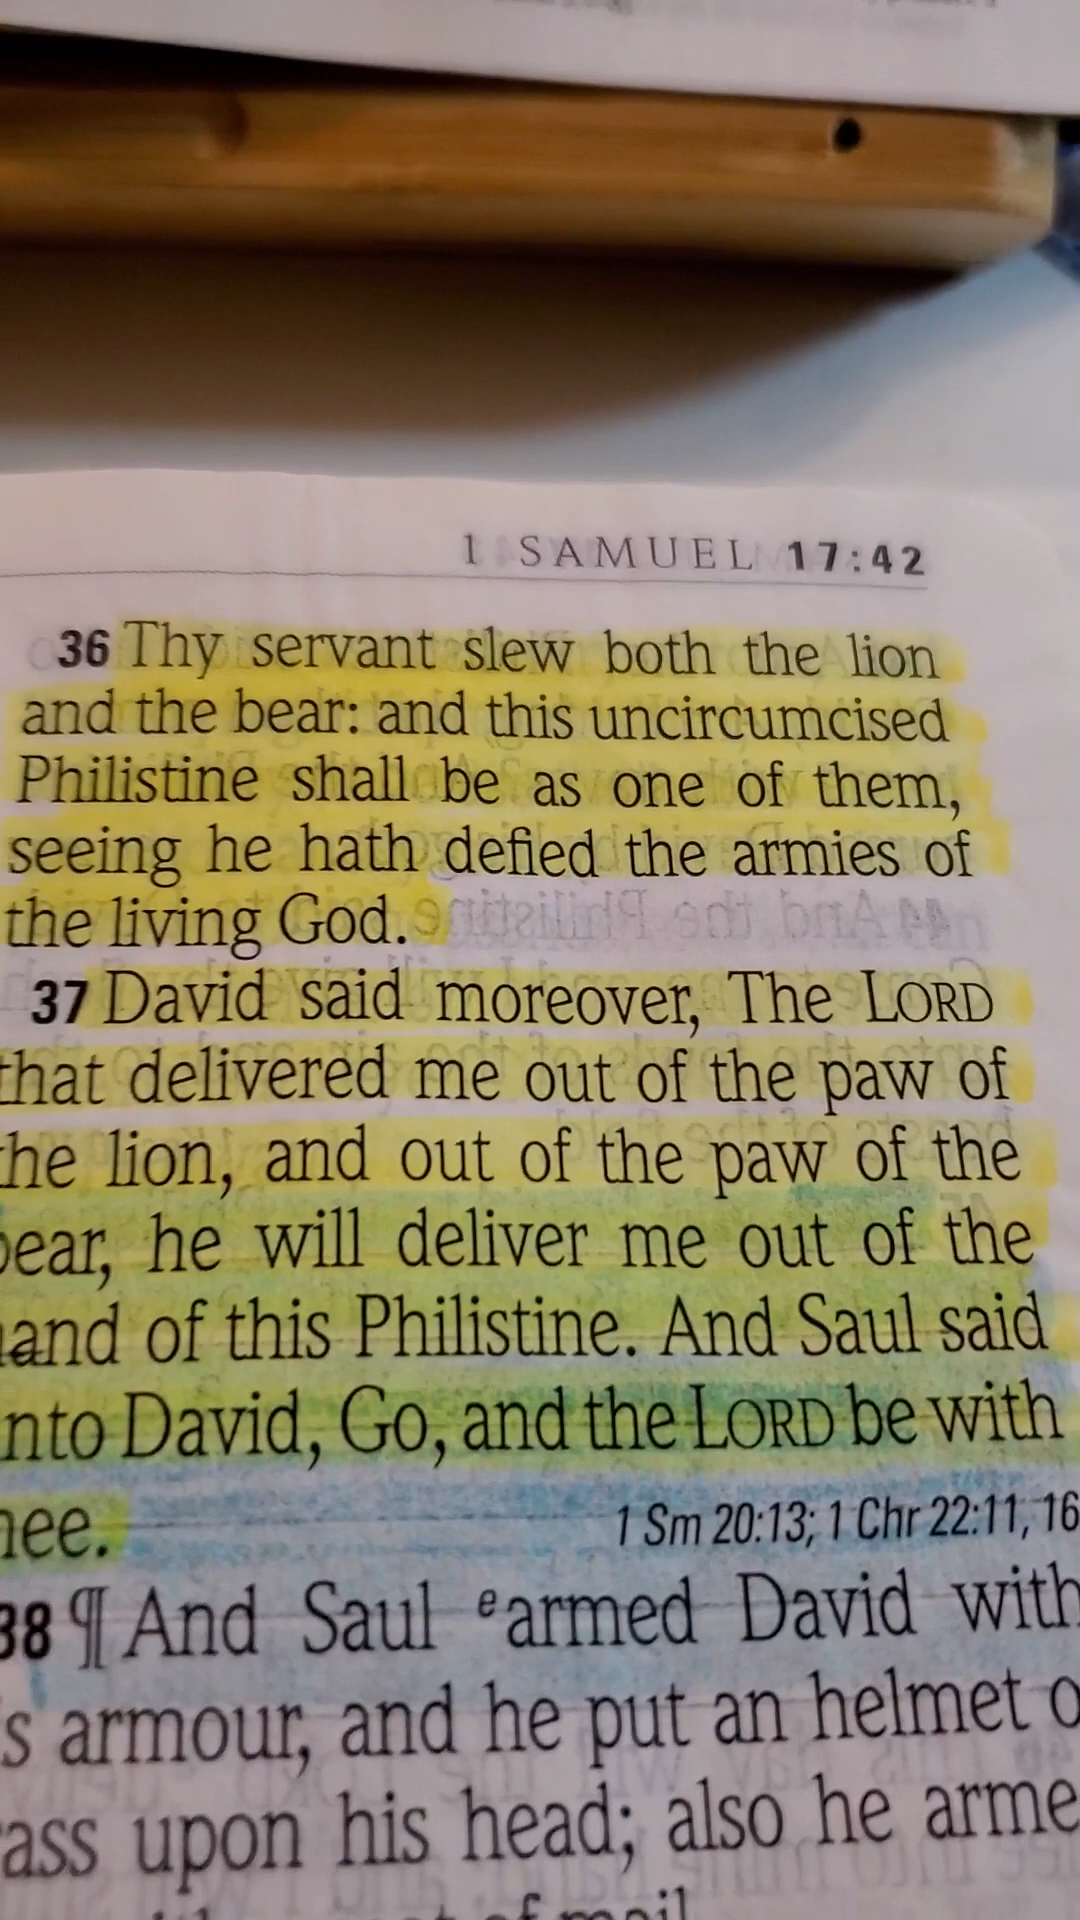 1 SAMUEL 17:42
36 Thy servant slew both the lion
and the bear: and this uncircumcised
Philistine shall be as one of them,
seeing he hath defied the armies of
the living God.
37 David said moreover, The LORD
that delivered me out of the paw of
the lion, and out of the paw of the
bear, he will deliver me out of the
hand of this Philistine. And Saul said
nto David, Go, and the LORD be with
hee. 1 Sm 20:13; 1 Chr 22:11, 16
38 ¶ And Saul ᵉarmed David with
s armour, and he put an helmet o
rass upon his head; also he arme
of mail